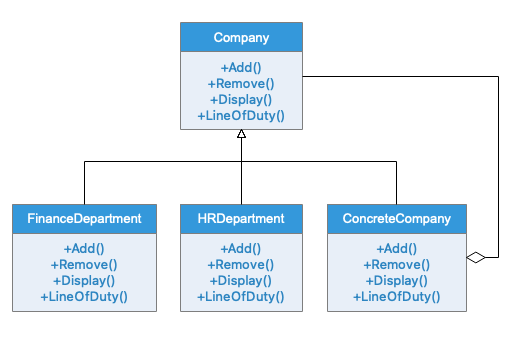 Company
+Add()
+Remove()
+Display()
+LineOfDuty()
FinanceDepartment
+Add()
+Remove()
+Display()
+LineOfDuty()
HRDepartment
+Add()
+Remove()
+Display()
+LineOfDuty()
ConcreteCompany
+Add()
+Remove()
+Display()
+LineOfDuty()